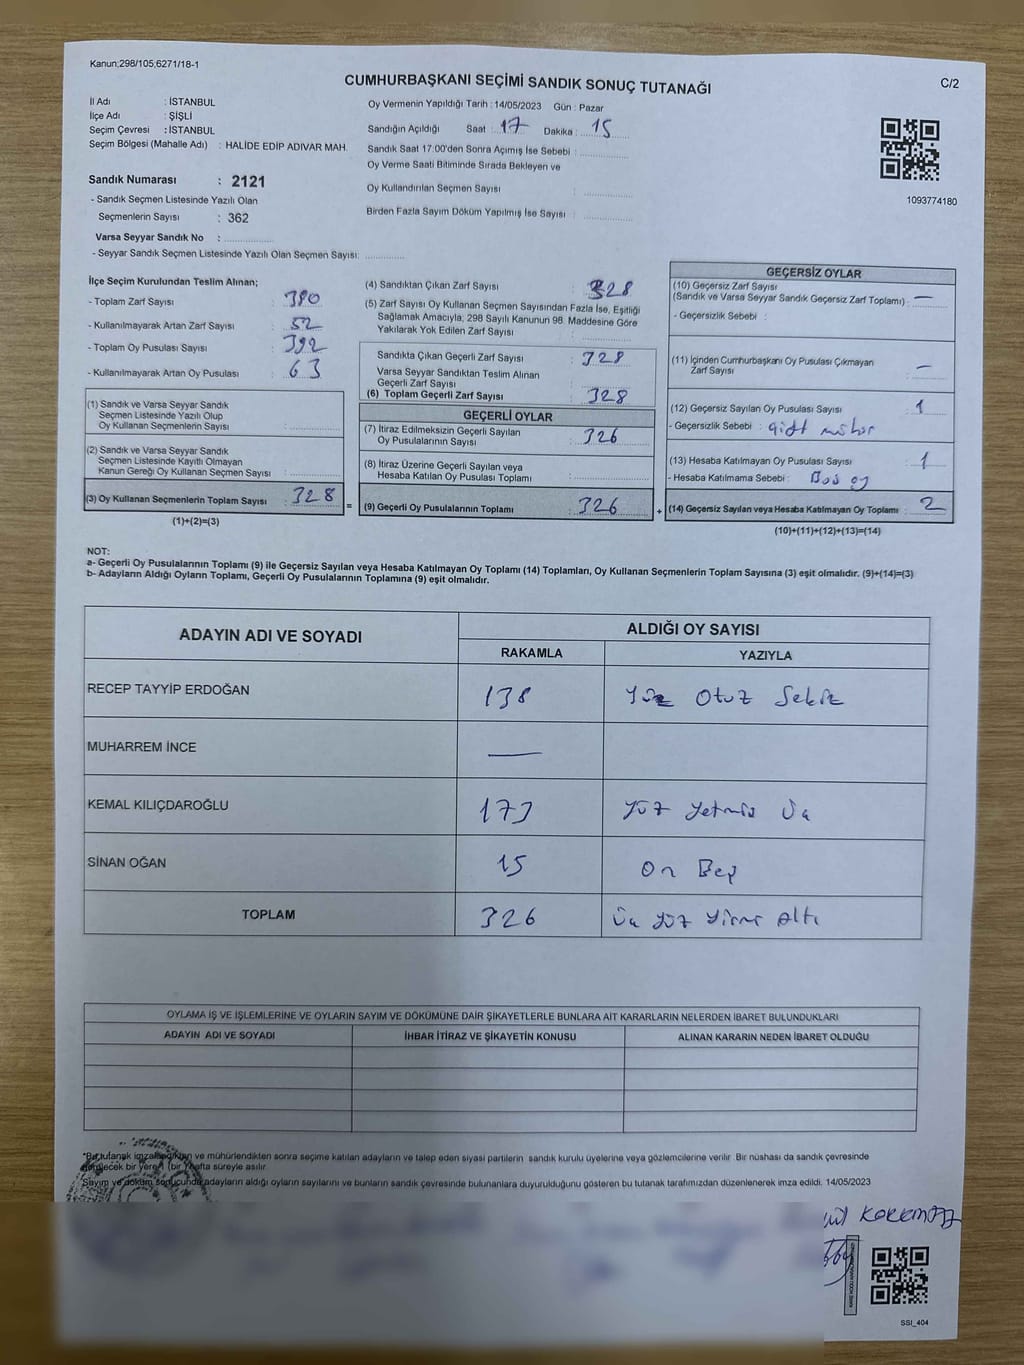 Kanun;298/105;6271/18-1
CUMHURBAŞKANI SEÇİMİ SANDIK SONUÇ TUTANAĞI
C/2
İl Adı : İSTANBUL
İlçe Adı : ŞİŞLİ
Seçim Çevresi : İSTANBUL
Seçim Bölgesi (Mahalle Adı) : HALİDE EDİP ADIVAR MAH.
Sandık Numarası : 2121
- Sandık Seçmen Listesinde Yazılı Olan
Seçmenlerin Sayısı : 362
Varsa Seyyar Sandık No :
- Seyyar Sandık Seçmen Listesinde Yazılı Olan Seçmen Sayısı:
Oy Vermenin Yapıldığı Tarih : 14/05/2023 Gün : Pazar
Sandığın Açıldığı Saat : 17 Dakika : 15
Sandık Saat 17:00'den Sonra Açımış İse Sebebi :
Oy Verme Saati Bitiminde Sırada Bekleyen ve
Oy Kullandırılan Seçmen Sayısı :
Birden Fazla Sayım Döküm Yapılmış İse Sayısı :
1093774180
İlçe Seçim Kurulundan Teslim Alınan;
- Toplam Zarf Sayısı : 380
- Kullanılmayarak Artan Zarf Sayısı : 52
- Toplam Oy Pusulası Sayısı : 392
- Kullanılmayarak Artan Oy Pusulası : 63
(1) Sandık ve Varsa Seyyar Sandık
Seçmen Listesinde Yazılı Olup
Oy Kullanan Seçmenlerin Sayısı :
(2) Sandık ve Varsa Seyyar Sandık
Seçmen Listesinde Kayıtlı Olmayan
Kanun Gereği Oy Kullanan Seçmen Sayısı :
(3) Oy Kullanan Seçmenlerin Toplam Sayısı : 328
(1)+(2)=(3)
(4) Sandıktan Çıkan Zarf Sayısı : 328
(5) Zarf Sayısı Oy Kullanan Seçmen Sayısından Fazla İse, Eşitliği
Sağlamak Amacıyla, 298 Sayılı Kanunun 98. Maddesine Göre
Yakılarak Yok Edilen Zarf Sayısı :
Sandıkta Çıkan Geçerli Zarf Sayısı : 328
Varsa Seyyar Sandıktan Teslim Alınan
Geçerli Zarf Sayısı :
(6) Toplam Geçerli Zarf Sayısı : 328
GEÇERLİ OYLAR
(7) İtiraz Edilmeksizin Geçerli Sayılan
Oy Pusulalarının Sayısı : 326
(8) İtiraz Üzerine Geçerli Sayılan veya
Hesaba Katılan Oy Pusulası Toplamı :
= (9) Geçerli Oy Pusulalarının Toplamı : 326
GEÇERSİZ OYLAR
(10) Geçersiz Zarf Sayısı
(Sandık ve Varsa Seyyar Sandık Geçersiz Zarf Toplamı) : —
- Geçersizlik Sebebi :
(11) İçinden Cumhurbaşkanı Oy Pusulası Çıkmayan
Zarf Sayısı : —
(12) Geçersiz Sayılan Oy Pusulası Sayısı : 1
- Geçersizlik Sebebi : çift mühür
(13) Hesaba Katılmayan Oy Pusulası Sayısı : 1
- Hesaba Katılmama Sebebi : Boş oy
+ (14) Geçersiz Sayılan veya Hesaba Katılmayan Oy Toplamı : 2
(10)+(11)+(12)+(13)=(14)
NOT:
a- Geçerli Oy Pusulalarının Toplamı (9) ile Geçersiz Sayılan veya Hesaba Katılmayan Oy Toplamı (14) Toplamları, Oy Kullanan Seçmenlerin Toplam Sayısına (3) eşit olmalıdır. (9)+(14)=(3)
b- Adayların Aldığı Oyların Toplamı, Geçerli Oy Pusulalarının Toplamına (9) eşit olmalıdır.
ADAYIN ADI VE SOYADI
ALDIĞI OY SAYISI
RAKAMLA YAZIYLA
RECEP TAYYİP ERDOĞAN 138 Yüz Otuz Sekiz
MUHARREM İNCE —
KEMAL KILIÇDAROĞLU 173 Yüz Yetmiş Üç
SİNAN OĞAN 15 On Beş
TOPLAM 326 Üç Yüz Yirmi Altı
OYLAMA İŞ VE İŞLEMLERİNE VE OYLARIN SAYIM VE DÖKÜMÜNE DAİR ŞİKAYETLERLE BUNLARA AİT KARARLARIN NELERDEN İBARET BULUNDUKLARI
ADAYIN ADI VE SOYADI İHBAR İTİRAZ VE ŞİKAYETİN KONUSU ALINAN KARARIN NEDEN İBARET OLDUĞU
*Bu tutanak imzalandıktan ve mühürlendikten sonra seçime katılan adayların ve talep eden siyasi partilerin sandık kurulu üyelerine veya gözlemcilerine verilir. Bir nüshası da sandık çevresinde
görülecek bir yere (bir) hafta süreyle asılır.
Sayım ve döküm sonucunda adayların aldığı oyların sayılarını ve bunların sandık çevresinde bulunanlara duyurulduğunu gösteren bu tutanak tarafımızdan düzenlenerek imza edildi. 14/05/2023
KORKMAZ
SSI_404